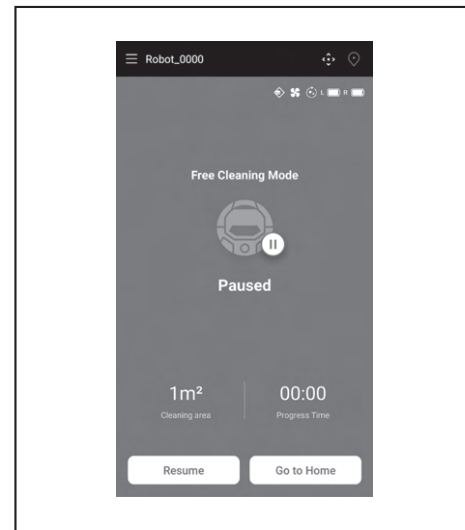 Robot_0000
L R
Free Cleaning Mode
Paused
1m² 00:00
Cleaning area Progress Time
Resume Go to Home